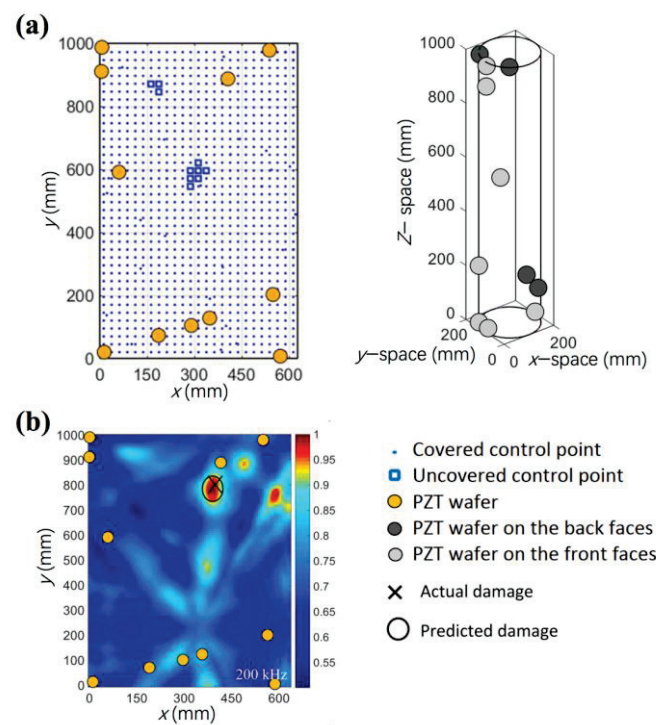 (a)
1000
800
600
400
200
0
y (mm)
0 150 300 450 600
x (mm)
1000
800
600
400
200
0
Z- space (mm)
200
0
0
200
y-space (mm)
x-space (mm)
(b)
1000
900
800
700
600
500
400
300
200
100
0
y (mm)
0 150 300 450 600
x (mm)
200 kHz
1
0.95
0.9
0.85
0.8
0.75
0.7
0.65
0.6
0.55
Covered control point
Uncovered control point
PZT wafer
PZT wafer on the back faces
PZT wafer on the front faces
Actual damage
Predicted damage